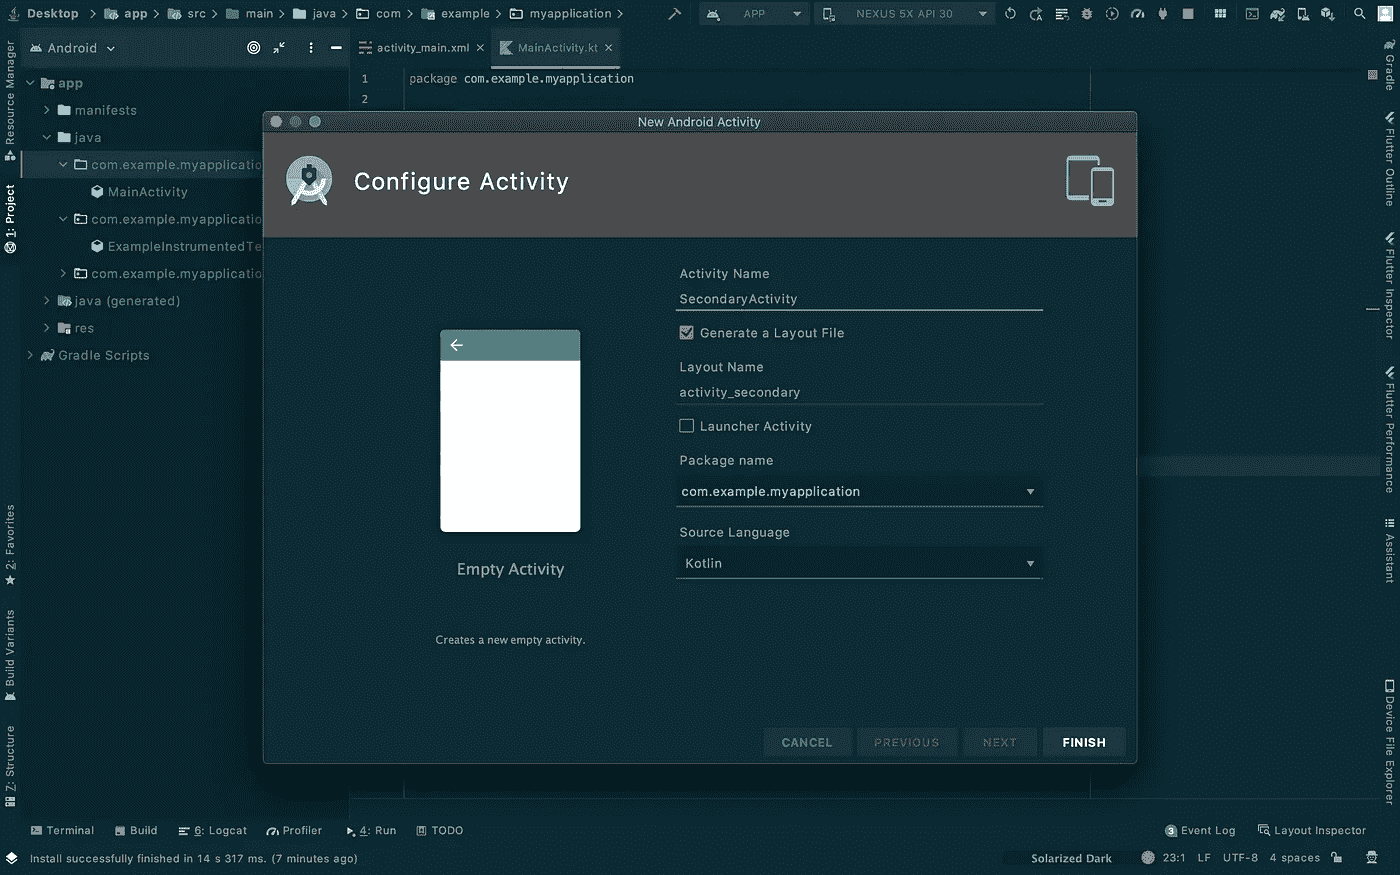 Desktop app src main java com example myapplication APP NEXUS 5X API 30
Android activity_main.xml MainActivity.kt
Resource Manager
1: Project
2: Favorites
Build Variants
Z: Structure
app
manifests
java
com.example.myapplicatio
MainActivity
com.example.myapplicatio
ExampleInstrumentedTe
com.example.myapplicatio
java (generated)
res
Gradle Scripts
1 package com.example.myapplication
2
New Android Activity
Configure Activity
Empty Activity
Creates a new empty activity.
Activity Name
SecondaryActivity
Generate a Layout File
Layout Name
activity_secondary
Launcher Activity
Package name
com.example.myapplication
Source Language
Kotlin
CANCEL PREVIOUS NEXT FINISH
Gradle
Flutter Outline
Flutter Inspector
Flutter Performance
Assistant
Device File Explorer
Terminal Build 6: Logcat Profiler 4: Run TODO 3 Event Log Layout Inspector
Install successfully finished in 14 s 317 ms. (7 minutes ago) Solarized Dark 23:1 LF UTF-8 4 spaces